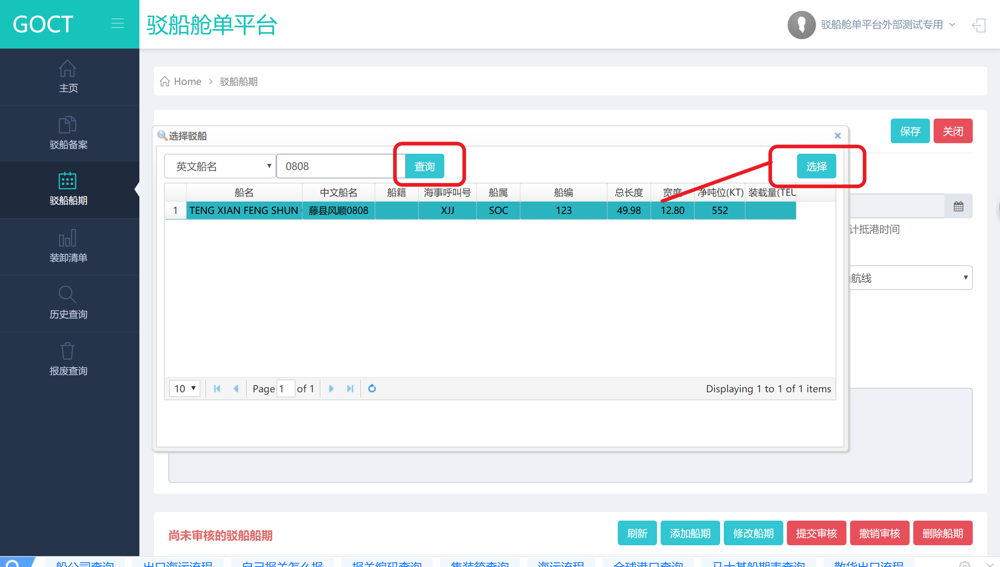 GOCT
驳船舱单平台
驳船舱单平台外部测试专用
主页
驳船备案
驳船船期
装卸清单
历史查询
报废查询
Home > 驳船船期
保存 关闭
选择驳船
英文船名 0808 查询 选择
船名 中文船名 船籍 海事呼叫号 船属 船编 总长度 宽度 净吨位(KT) 装载量(TEU
1 TENG XIAN FENG SHUN 藤县风顺0808 XJJ SOC 123 49.98 12.80 552
计抵港时间
航线
10 Page 1 of 1 Displaying 1 to 1 of 1 items
尚未审核的驳船船期
刷新 添加船期 修改船期 提交审核 撤销审核 删除船期
船公司查询 出口海运流程 自己报关怎么报 报关编码查询 集装箱查询 海运流程 全球港口查询 马士基船期表查询 散货出口流程